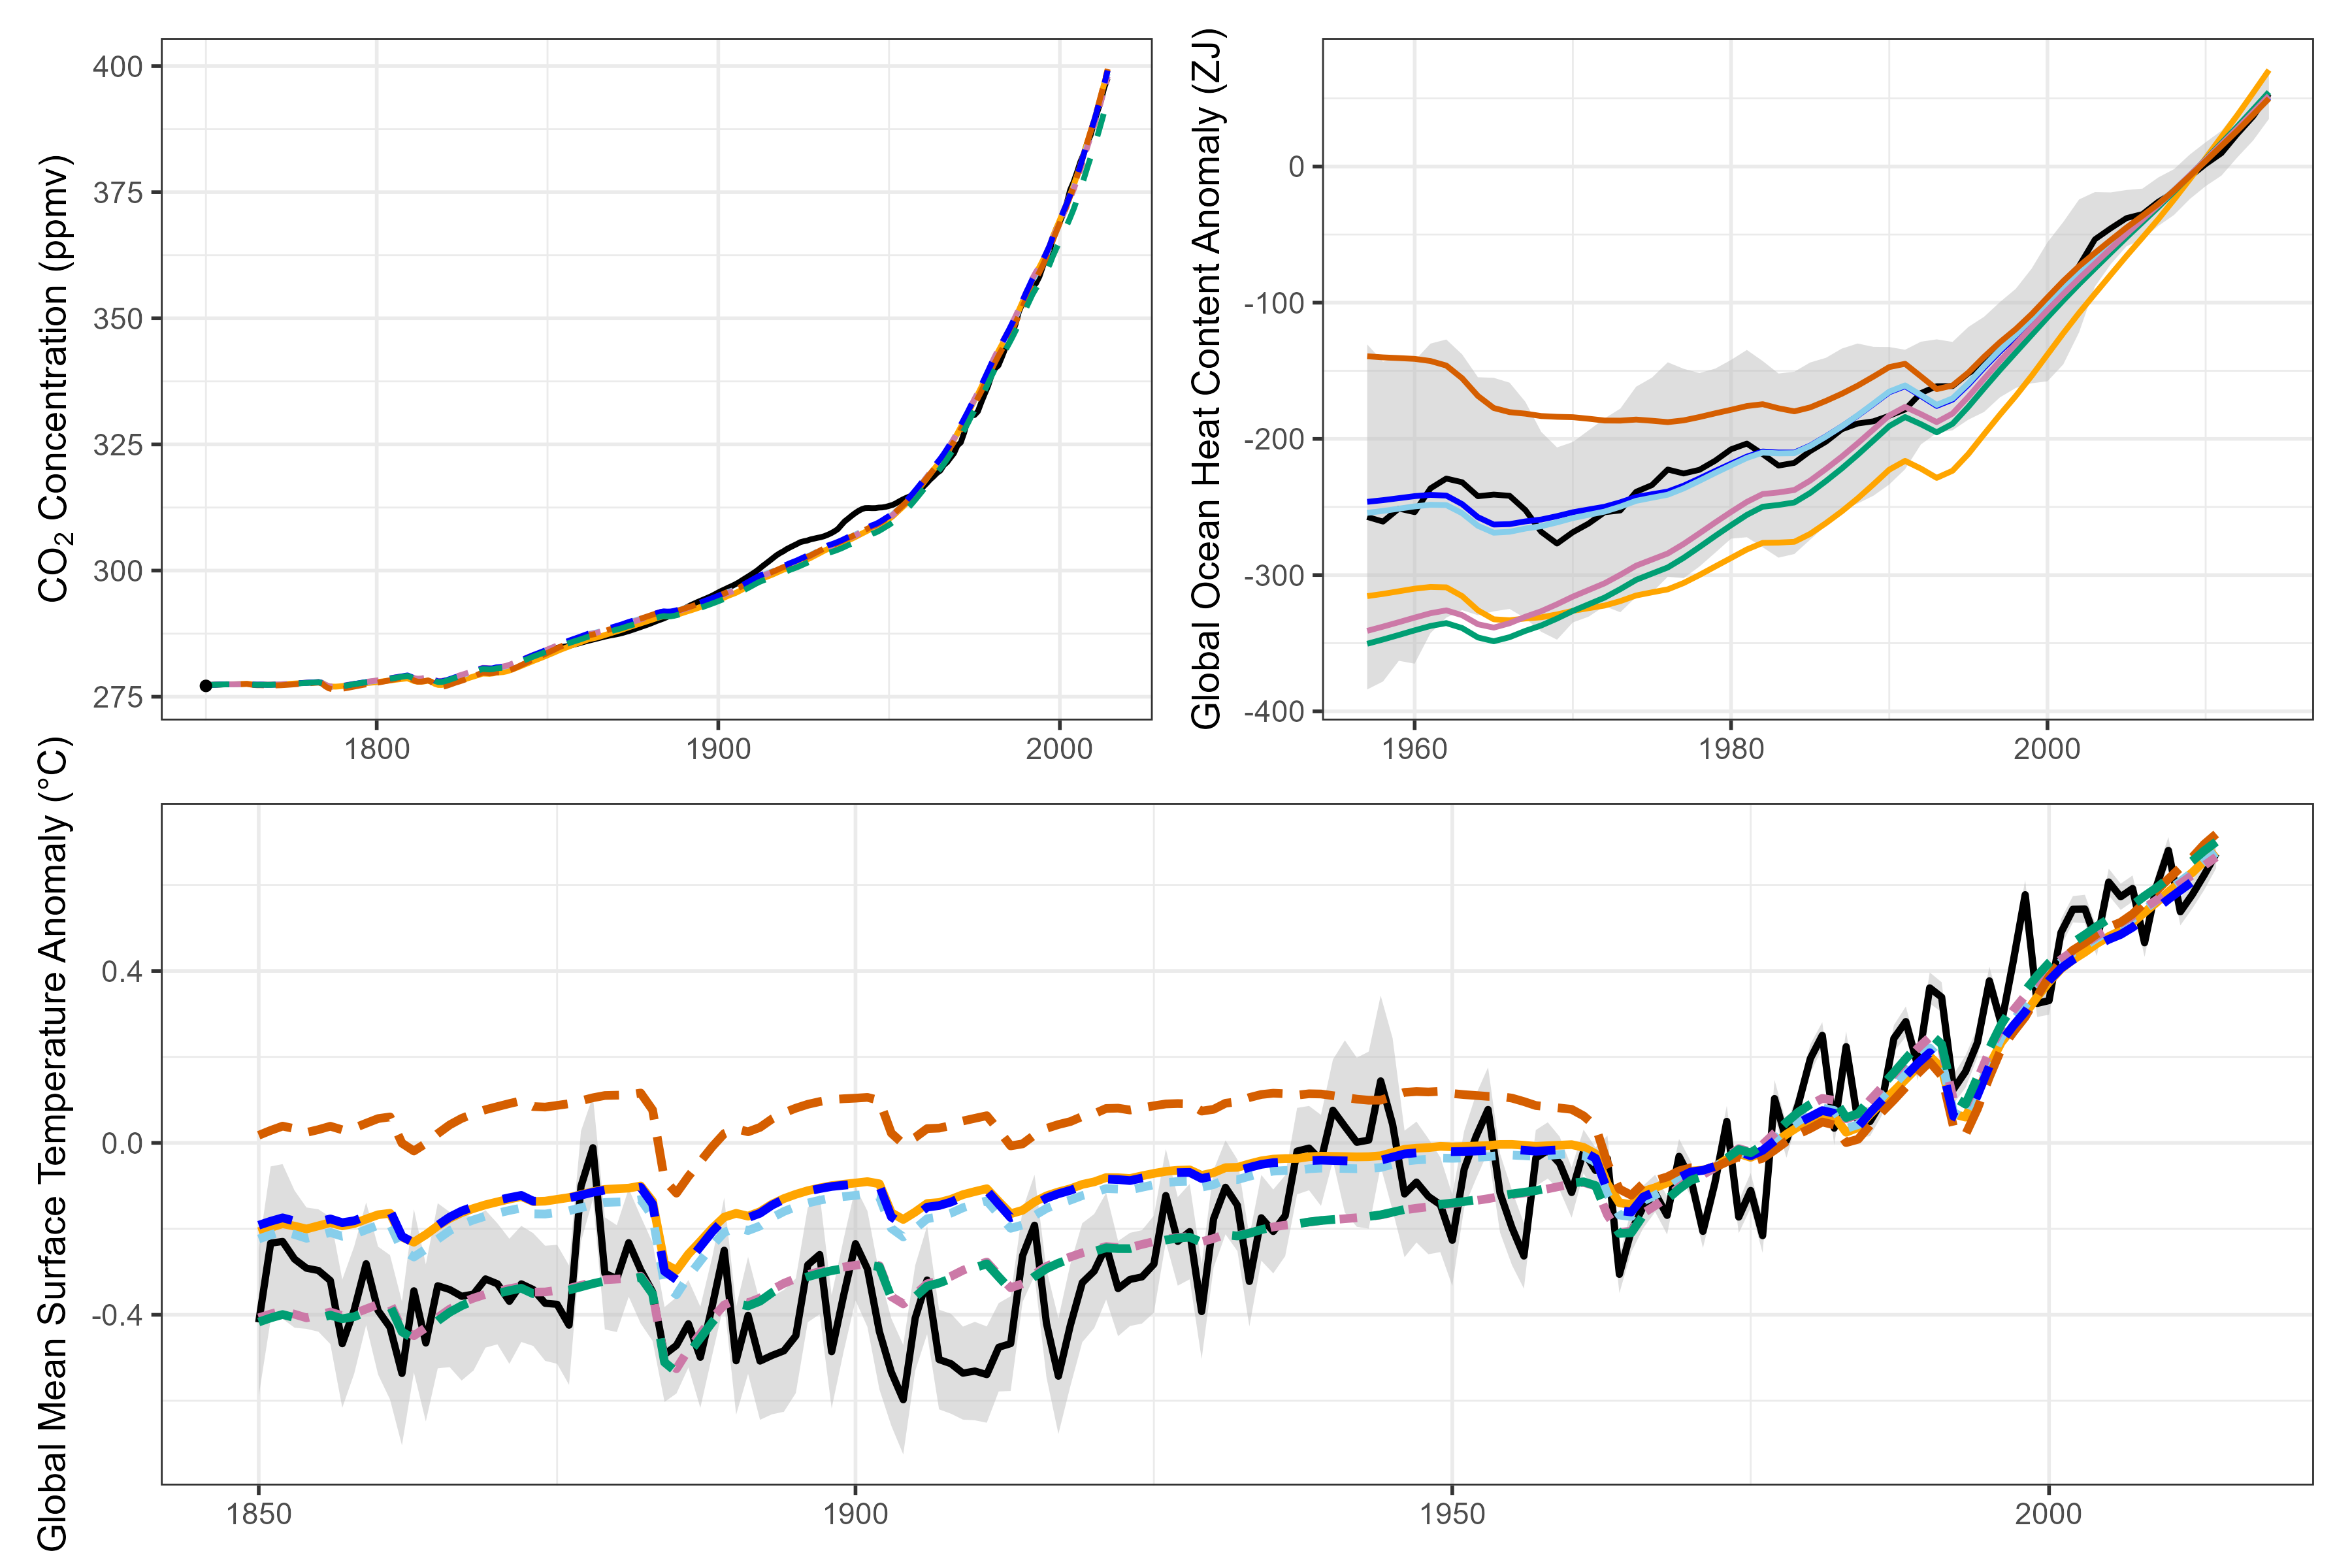 CO₂ Concentration (ppmv)
400
375
350
325
300
275
1800 1900 2000
Global Ocean Heat Content Anomaly (ZJ)
0
-100
-200
-300
-400
1960 1980 2000
Global Mean Surface Temperature Anomaly (°C)
0.4
0.0
-0.4
1850 1900 1950 2000